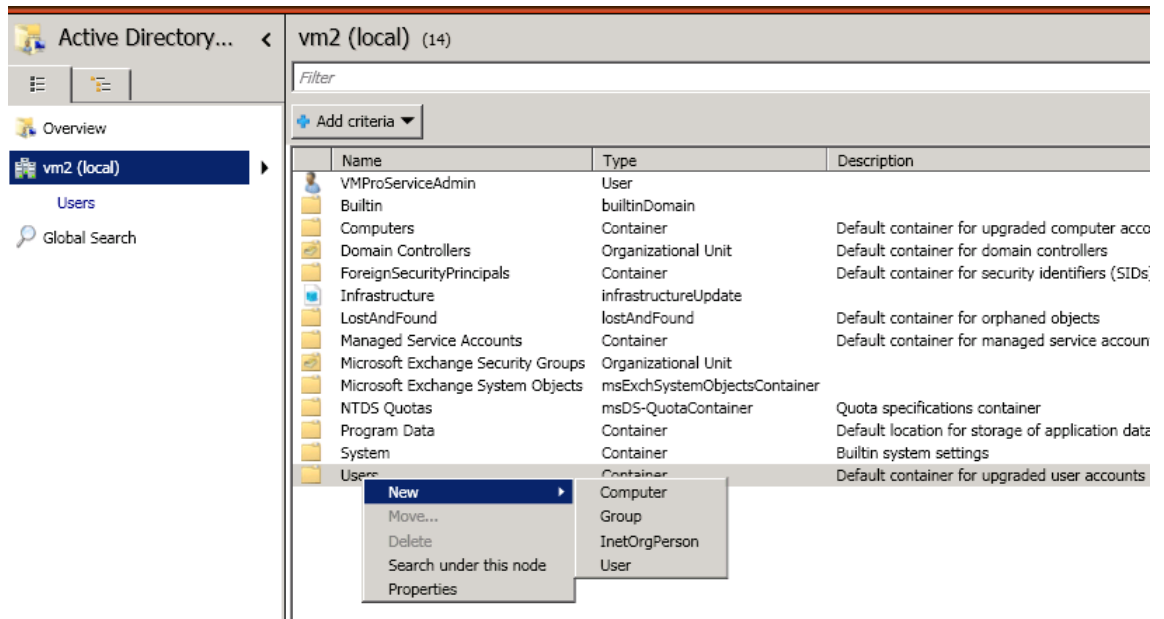 Active Directory...
vm2 (local) (14)
Filter
Add criteria
Overview
vm2 (local)
Users
Global Search
Name Type Description
VMProServiceAdmin User
Builtin builtinDomain
Computers Container Default container for upgraded computer acco
Domain Controllers Organizational Unit Default container for domain controllers
ForeignSecurityPrincipals Container Default container for security identifiers (SIDs)
Infrastructure infrastructureUpdate
LostAndFound lostAndFound Default container for orphaned objects
Managed Service Accounts Container Default container for managed service accoun
Microsoft Exchange Security Groups Organizational Unit
Microsoft Exchange System Objects msExchSystemObjectsContainer
NTDS Quotas msDS-QuotaContainer Quota specifications container
Program Data Container Default location for storage of application data
System Container Builtin system settings
Users Container Default container for upgraded user accounts
New Computer
Move... Group
Delete InetOrgPerson
Search under this node User
Properties